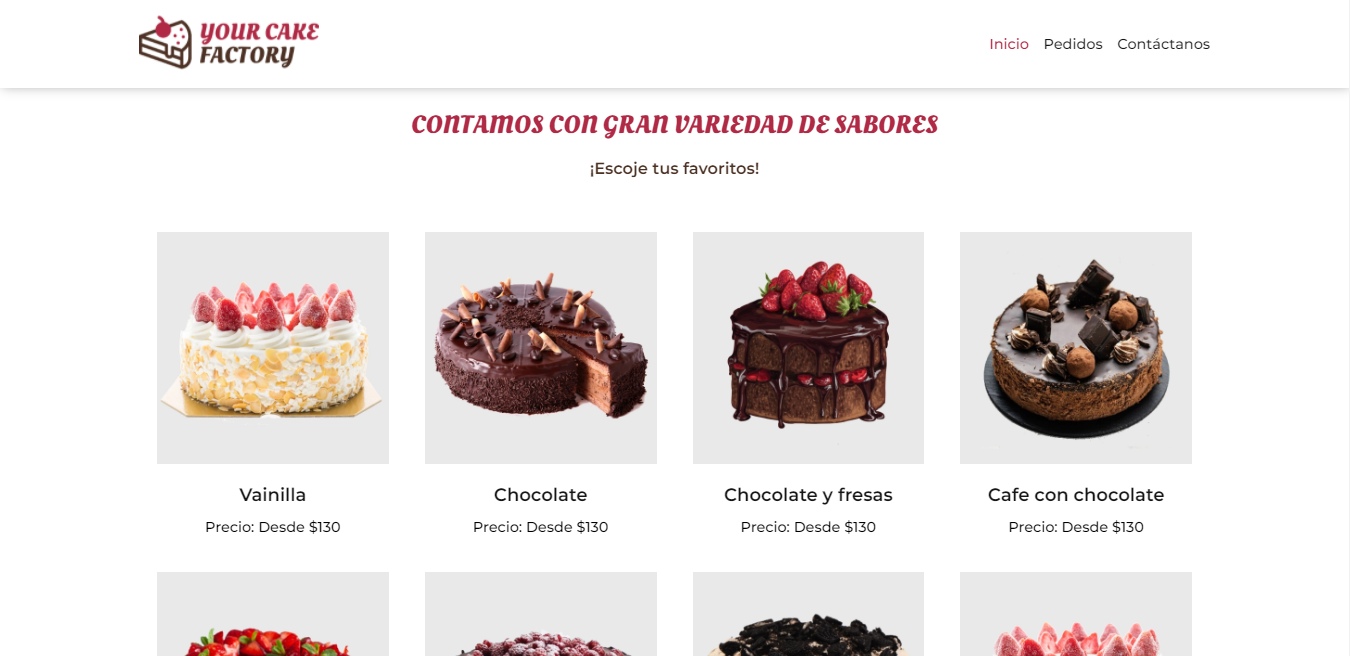 YOUR CAKE
FACTORY
Inicio Pedidos Contáctanos
CONTAMOS CON GRAN VARIEDAD DE SABORES
¡Escoje tus favoritos!
Vainilla
Chocolate
Chocolate y fresas
Cafe con chocolate
Precio: Desde $130
Precio: Desde $130
Precio: Desde $130
Precio: Desde $130